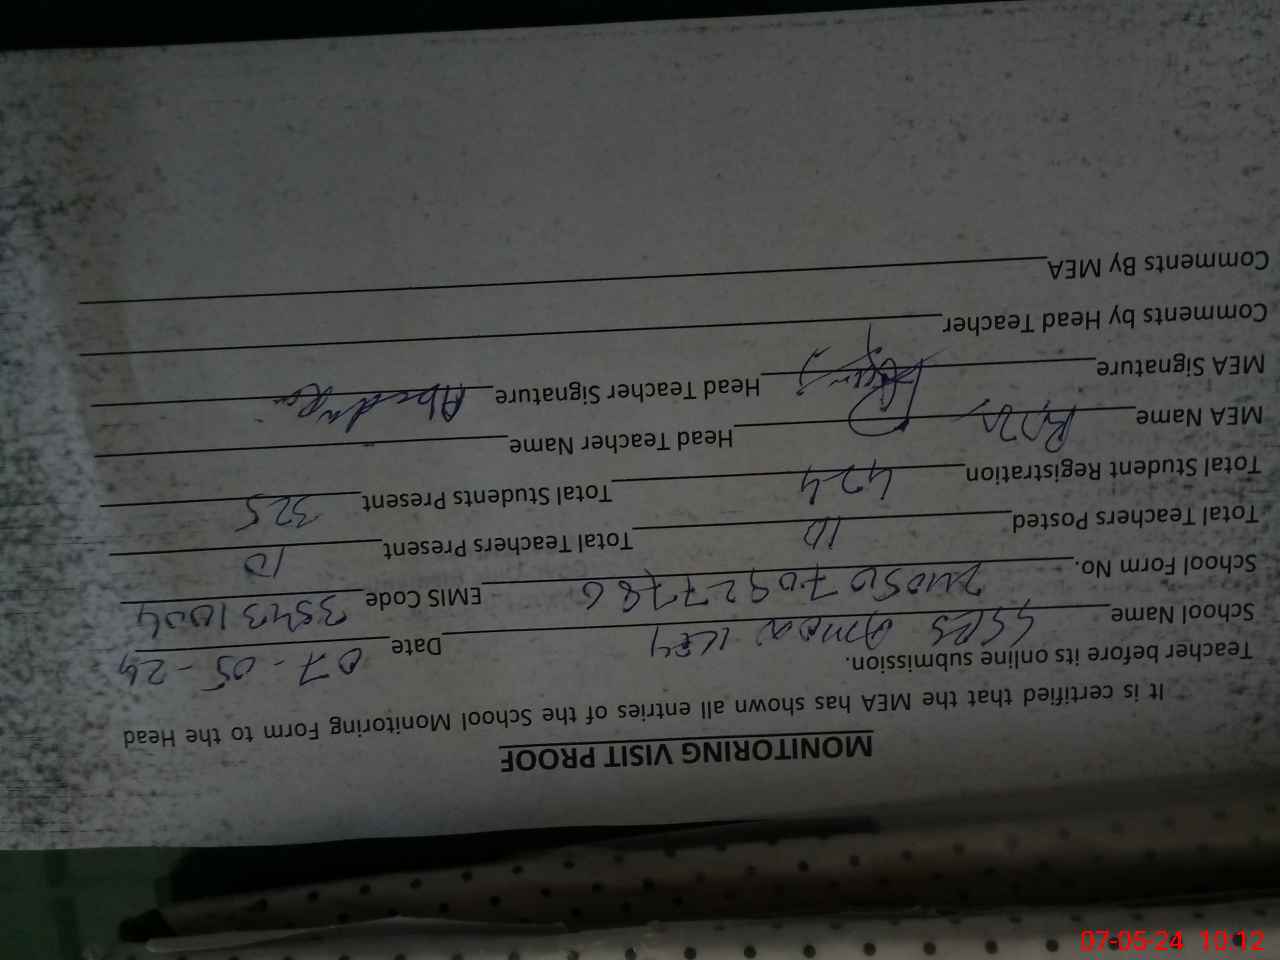 MONITORING VISIT PROOF
It is certified that the MEA has shown all entries of the School Monitoring Form to the Head
Teacher before its online submission.
School Name GGPS Date 07-05-24
School Form No. EMIS Code
Total Teachers Posted 10 Total Teachers Present 10
Total Student Registration 424 Total Students Present 325
MEA Name Head Teacher Name
MEA Signature Head Teacher Signature
Comments by Head Teacher
Comments By MEA
07-05-24 10:12